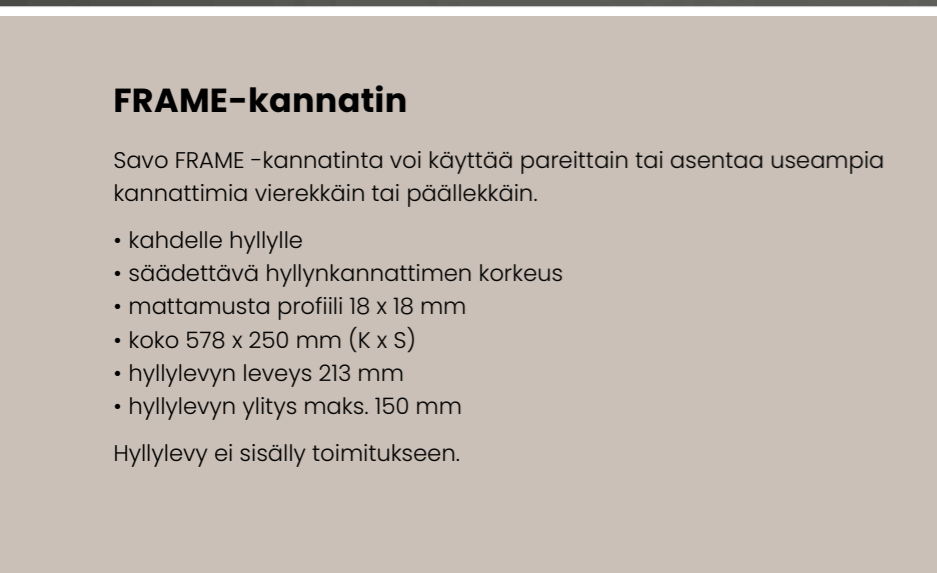 FRAME-kannatin
Savo FRAME -kannatinta voi käyttää pareittain tai asentaa useampia
kannattimia vierekkäin tai päällekkäin.
• kahdelle hyllylle
• säädettävä hyllynkannattimen korkeus
• mattamusta profiili 18 x 18 mm
• koko 578 x 250 mm (K x S)
• hyllylevyn leveys 213 mm
• hyllylevyn ylitys maks. 150 mm
Hyllylevy ei sisälly toimitukseen.